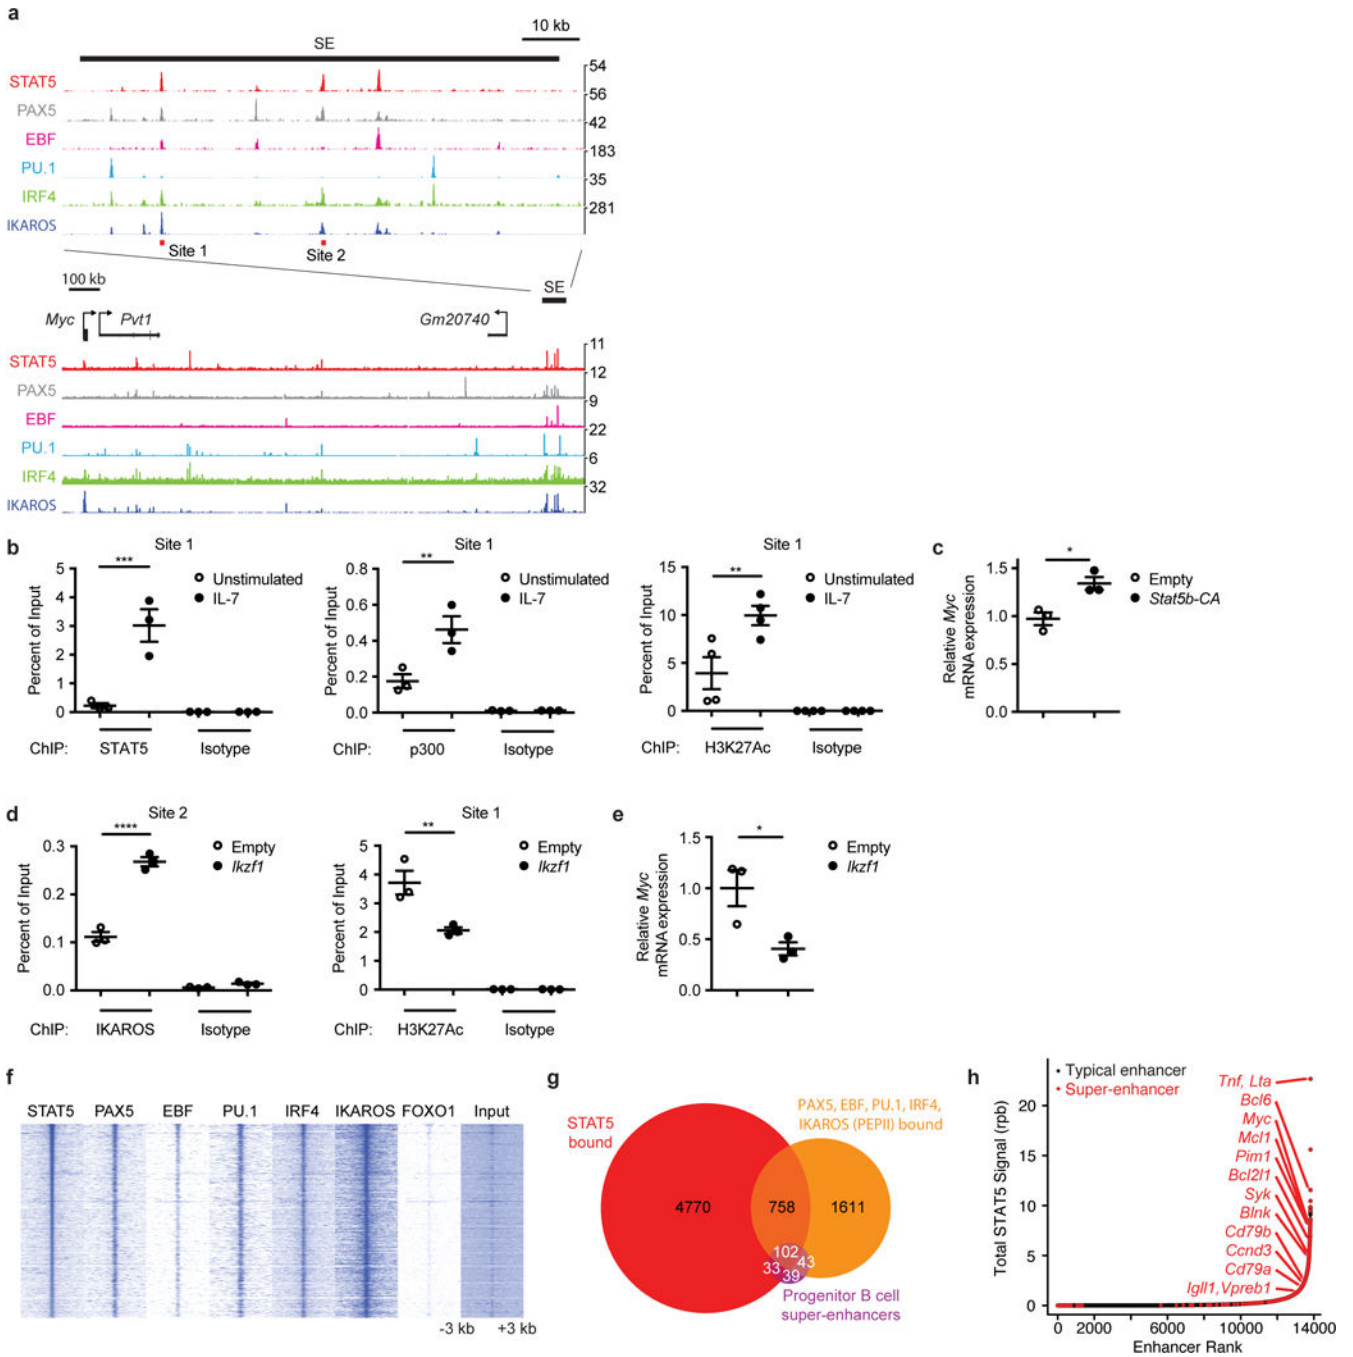 a
10 kb
SE
54
STAT5
56
PAX5
42
EBF
183
PU.1
35
IRF4
281
IKAROS
Site 1
Site 2
100 kb
SE
Myc
Pvt1
Gm20740
11
STAT5
12
PAX5
9
EBF
22
PU.1
6
IRF4
32
IKAROS
b
Site 1
***
Unstimulated
IL-7
Percent of Input
5
4
3
2
1
0
ChIP: STAT5 Isotype
Site 1
**
Unstimulated
IL-7
Percent of Input
0.8
0.6
0.4
0.2
0.0
ChIP: p300 Isotype
Site 1
**
Unstimulated
IL-7
Percent of Input
15
10
5
0
ChIP: H3K27Ac Isotype
c
*
Empty
Stat5b-CA
Relative Myc
mRNA expression
1.5
1.0
0.5
0.0
d
Site 2
****
Empty
Ikzf1
Percent of Input
0.3
0.2
0.1
0.0
ChIP: IKAROS Isotype
Site 1
**
Empty
Ikzf1
Percent of Input
5
4
3
2
1
0
ChIP: H3K27Ac Isotype
e
*
Empty
Ikzf1
Relative Myc
mRNA expression
1.5
1.0
0.5
0.0
f
STAT5 PAX5 EBF PU.1 IRF4 IKAROS FOXO1 Input
-3 kb +3 kb
g
STAT5
bound
PAX5, EBF, PU.1, IRF4,
IKAROS (PEPII) bound
4770
758
1611
102
33
43
39
Progenitor B cell
super-enhancers
h
Typical enhancer
Super-enhancer
Total STAT5 Signal (rpb)
20
15
10
5
0
Tnf, Lta
Bcl6
Myc
Mcl1
Pim1
Bcl2l1
Syk
Blnk
Cd79b
Ccnd3
Cd79a
Igll1,Vpreb1
0 2000 6000 10000 14000
Enhancer Rank